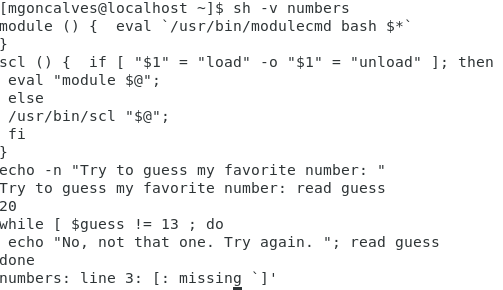 [mgoncalves@localhost ~]$ sh -v numbers
module () {  eval `/usr/bin/modulecmd bash $*`
}
scl () {  if [ "$1" = "load" -o "$1" = "unload" ]; then
 eval "module $@";
 else
 /usr/bin/scl "$@";
 fi
}
echo -n "Try to guess my favorite number: "
Try to guess my favorite number: read guess
20
while [ $guess != 13 ; do
 echo "No, not that one. Try again. "; read guess
done
numbers: line 3: [: missing `]'